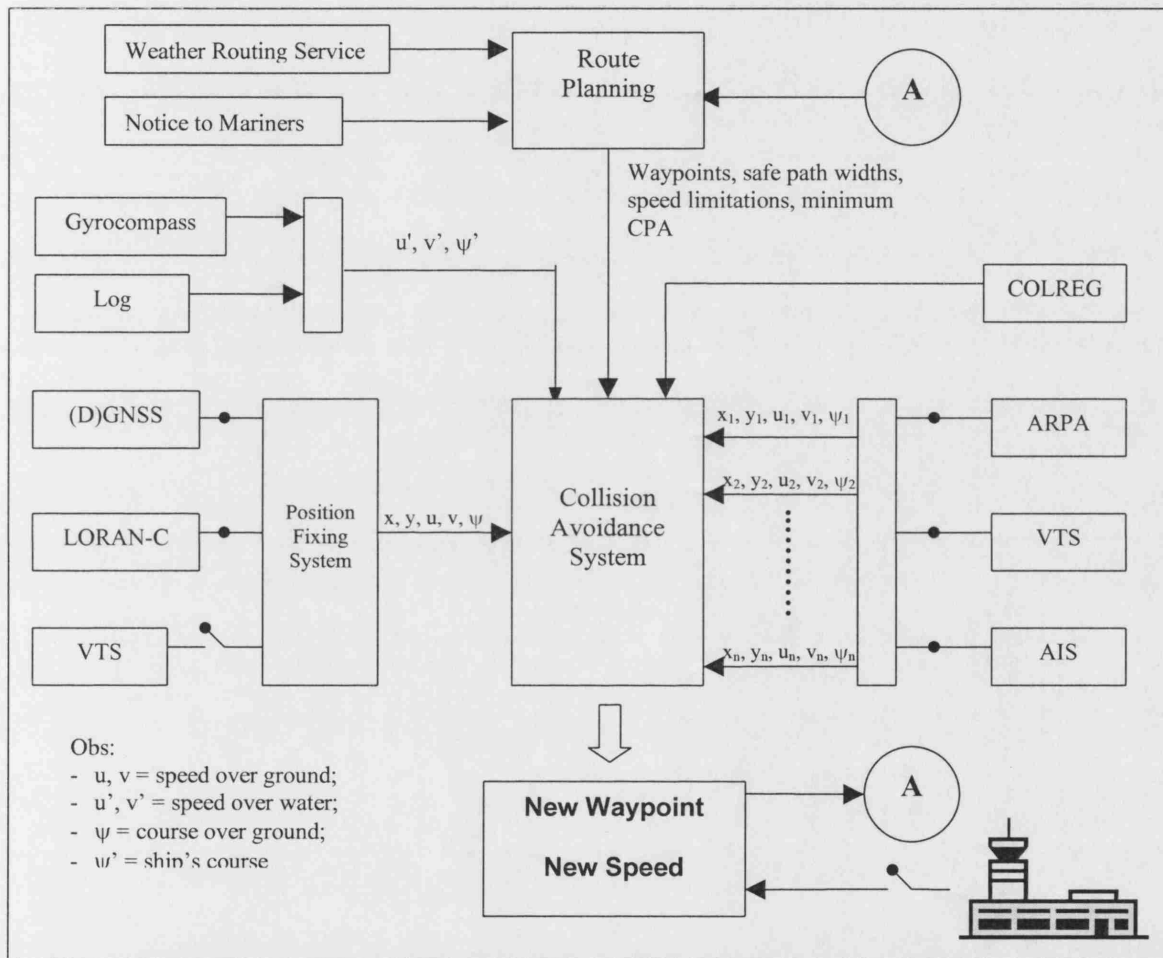 Weather Routing Service
Notice to Mariners
Route
Planning
A
Waypoints, safe path widths,
speed limitations, minimum
CPA
Gyrocompass
Log
u', v', ψ'
COLREG
(D)GNSS
LORAN-C
VTS
Position
Fixing
System
x, y, u, v, ψ
Collision
Avoidance
System
x₁, y₁, u₁, v₁, ψ₁
x₂, y₂, u₂, v₂, ψ₂
xₙ, yₙ, uₙ, vₙ, ψₙ
ARPA
VTS
AIS
Obs:
- u, v = speed over ground;
- u', v' = speed over water;
- ψ = course over ground;
- ψ' = ship's course
New Waypoint
New Speed
A